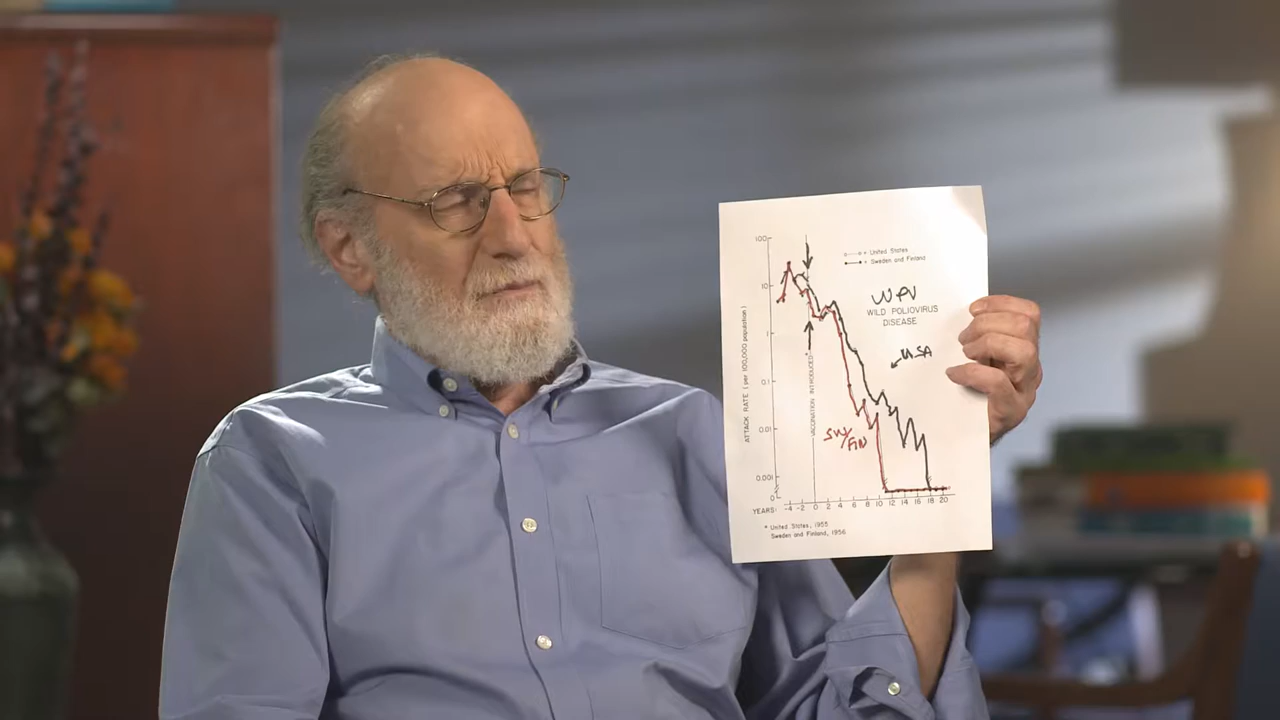 100
10
1
0.1
0.01
0.001
0
ATTACK RATE ( per 100,000 population )
VACCINATION INTRODUCED*
= United States
= Sweden and Finland
WPV
WILD POLIOVIRUS
DISEASE
USA
SW/
FIN
YEARS: -4 -2 0 2 4 6 8 10 12 14 16 18 20
* United States, 1955
Sweden and Finland, 1956